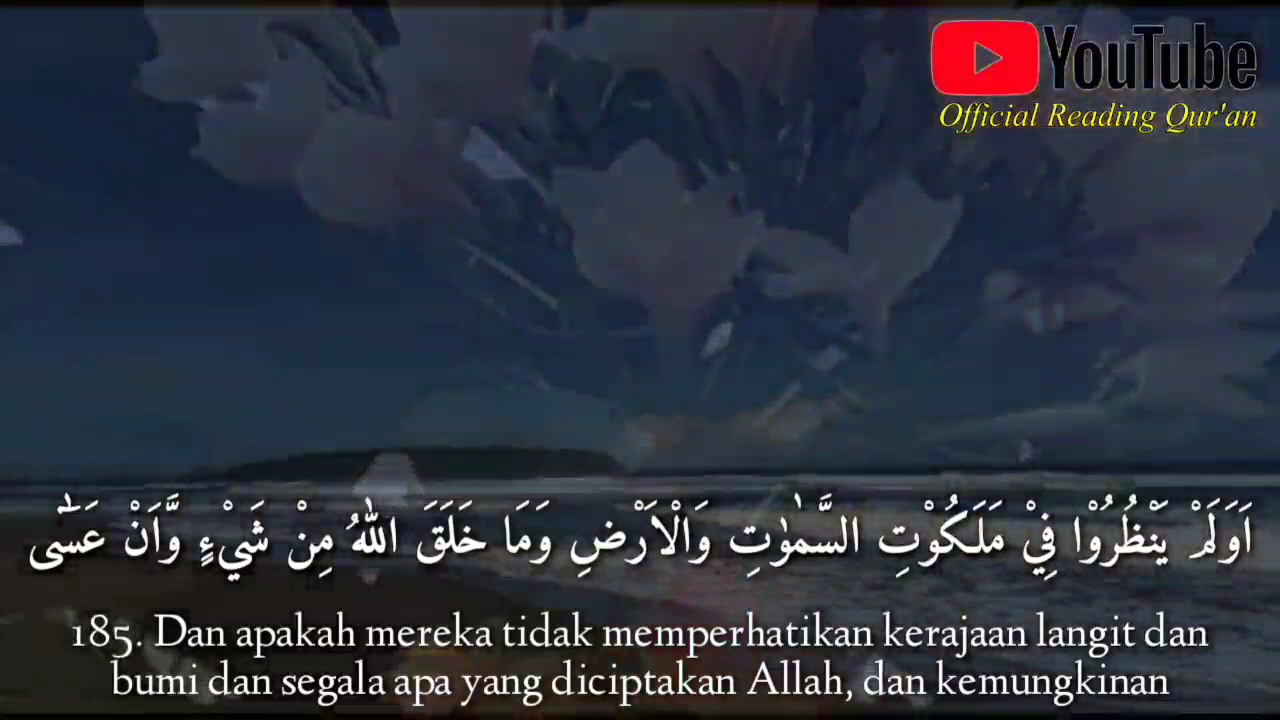 YouTube
Official Reading Qur'an
اَوَلَمْ يَنْظُرُوْا فِيْ مَلَكُوْتِ السَّمٰوٰتِ وَالْاَرْضِ وَمَا خَلَقَ اللّٰهُ مِنْ شَيْءٍ وَّاَنْ عَسٰٓى
185. Dan apakah mereka tidak memperhatikan kerajaan langit dan
bumi dan segala apa yang diciptakan Allah, dan kemungkinan